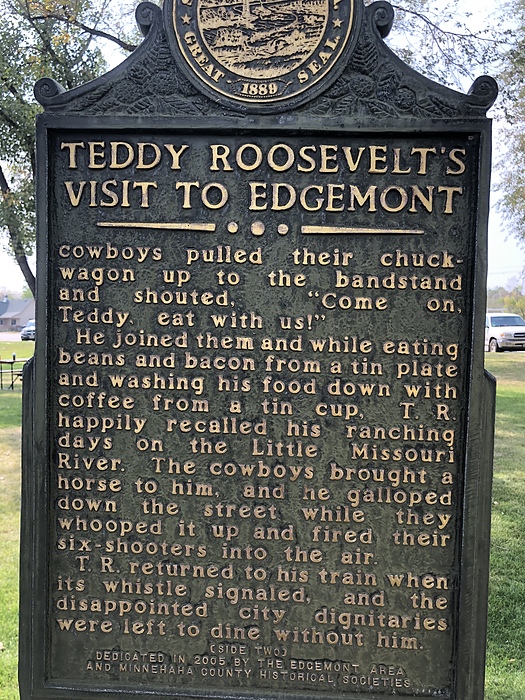 GREAT SEAL
1889
TEDDY ROOSEVELT'S
VISIT TO EDGEMONT
cowboys pulled their chuck-
wagon up to the bandstand
and shouted, "Come on,
Teddy, eat with us!"
He joined them and while eating
beans and bacon from a tin plate
and washing his food down with
coffee from a tin cup, T. R.
happily recalled his ranching
days on the Little Missouri
River. The cowboys brought a
horse to him, and he galloped
down the street while they
whooped it up and fired their
six-shooters into the air.
T. R. returned to his train when
its whistle signaled, and the
disappointed city dignitaries
were left to dine without him.
(SIDE TWO)
DEDICATED IN 2005 BY THE EDGEMONT AREA
AND MINNEHAHA COUNTY HISTORICAL SOCIETIES